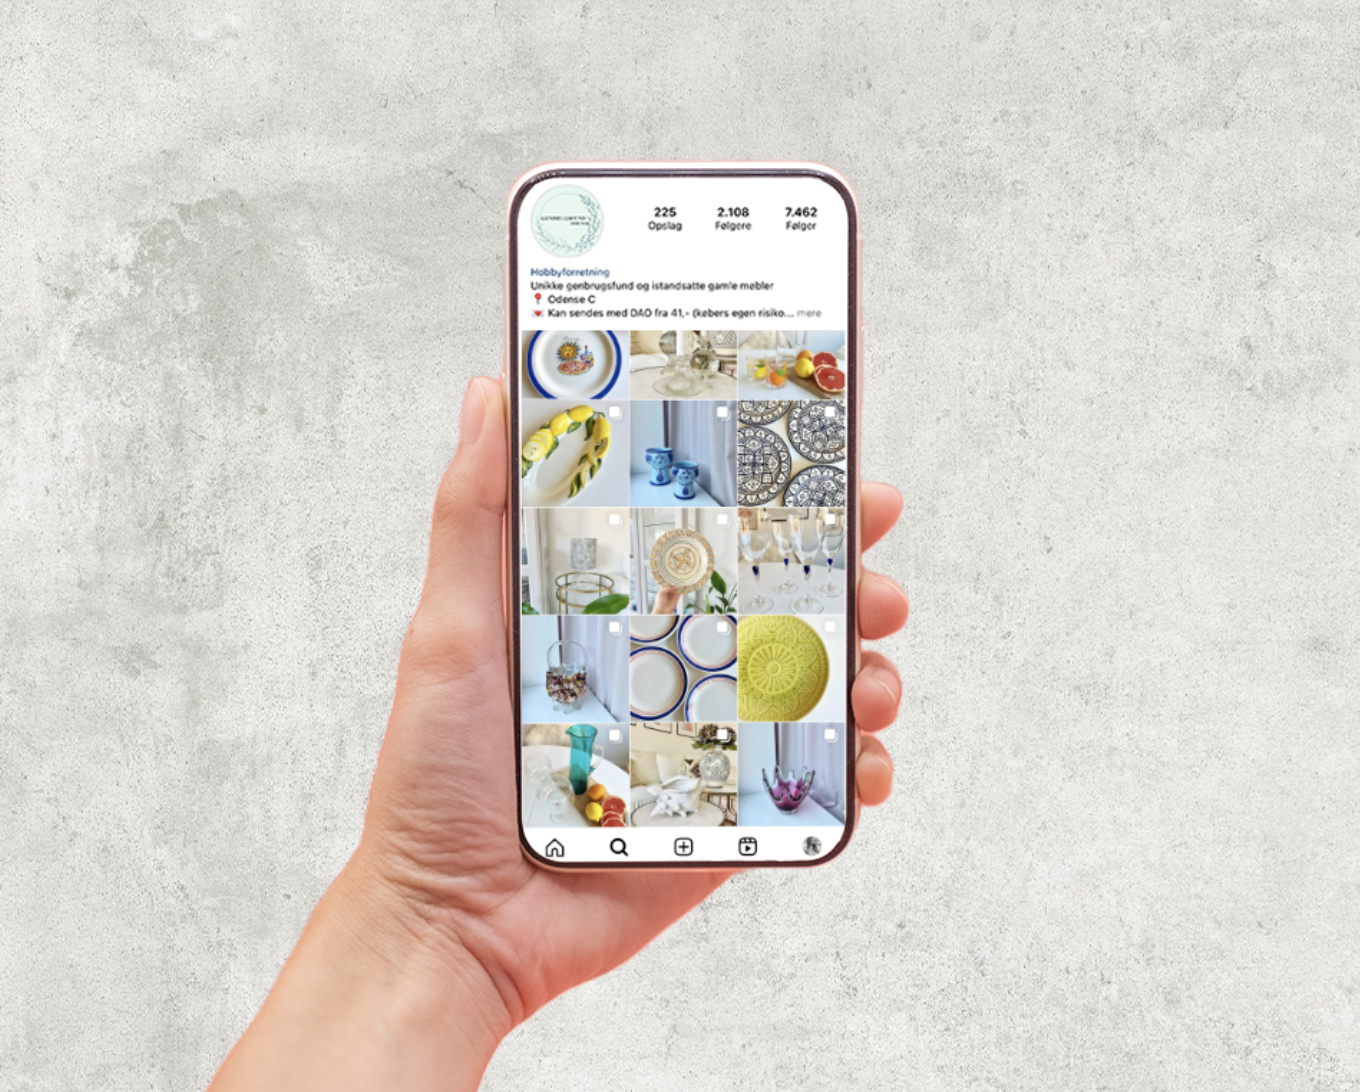 225 2.108 7.462
Opslag Følgere Følger
Hobbyforretning
Unikke genbrugsfund og istandsatte gamle møbler
📍 Odense C
💌 Kan sendes med DAO fra 41,- (købers egen risiko... mere